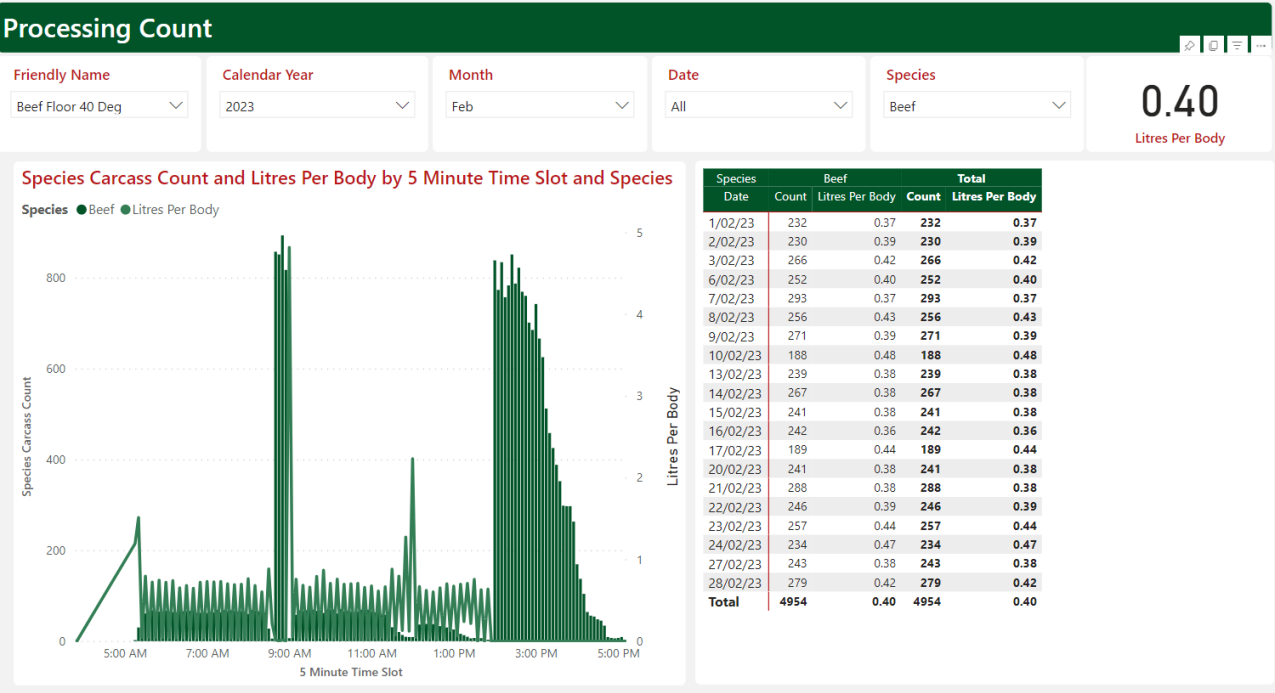 Processing Count
Friendly Name
Beef Floor 40 Deg
Calendar Year
2023
Month
Feb
Date
All
Species
Beef
0.40
Litres Per Body
Species Carcass Count and Litres Per Body by 5 Minute Time Slot and Species
Species Beef Litres Per Body
Species Carcass Count
800
600
400
200
0
5
4
3
2
1
0
Litres Per Body
5:00 AM 7:00 AM 9:00 AM 11:00 AM 1:00 PM 3:00 PM 5:00 PM
5 Minute Time Slot
Species Beef Total
Date Count Litres Per Body Count Litres Per Body
1/02/23 232 0.37 232 0.37
2/02/23 230 0.39 230 0.39
3/02/23 266 0.42 266 0.42
6/02/23 252 0.40 252 0.40
7/02/23 293 0.37 293 0.37
8/02/23 256 0.43 256 0.43
9/02/23 271 0.39 271 0.39
10/02/23 188 0.48 188 0.48
13/02/23 239 0.38 239 0.38
14/02/23 267 0.38 267 0.38
15/02/23 241 0.38 241 0.38
16/02/23 242 0.36 242 0.36
17/02/23 189 0.44 189 0.44
20/02/23 241 0.38 241 0.38
21/02/23 288 0.38 288 0.38
22/02/23 246 0.39 246 0.39
23/02/23 257 0.44 257 0.44
24/02/23 234 0.47 234 0.47
27/02/23 243 0.38 243 0.38
28/02/23 279 0.42 279 0.42
Total 4954 0.40 4954 0.40